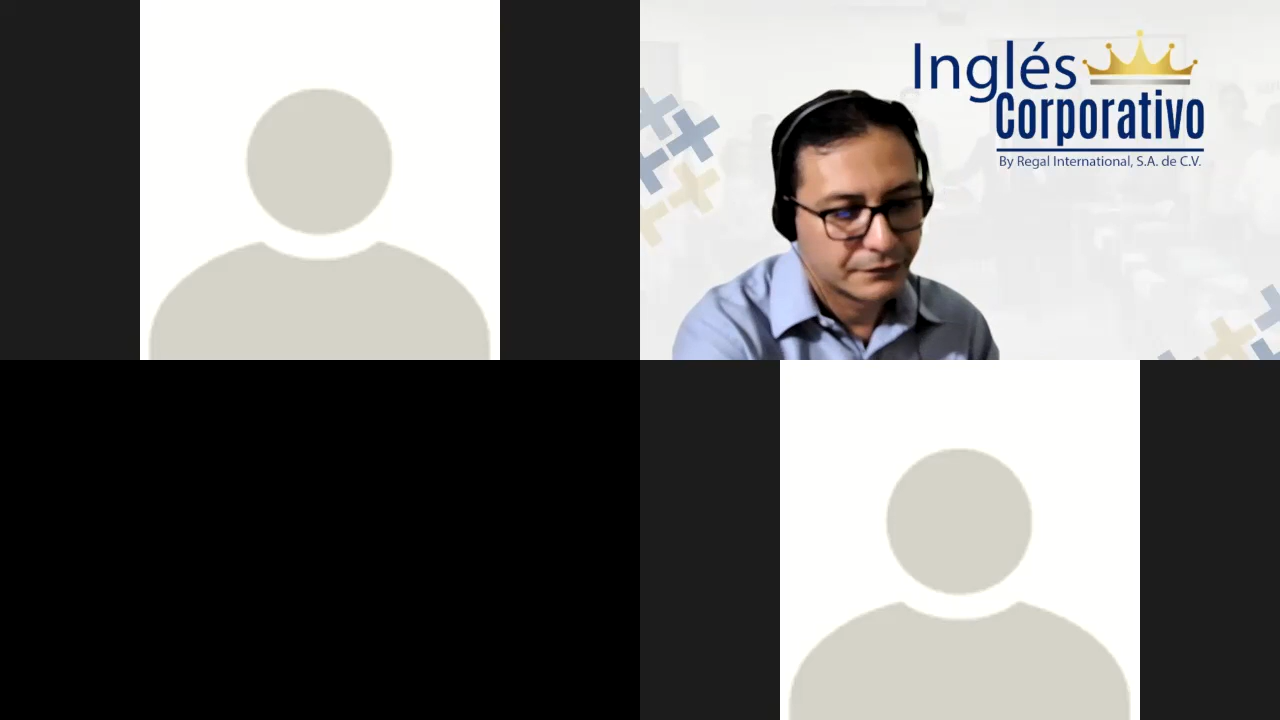 Inglés
Corporativo
By Regal International, S.A. de C.V.